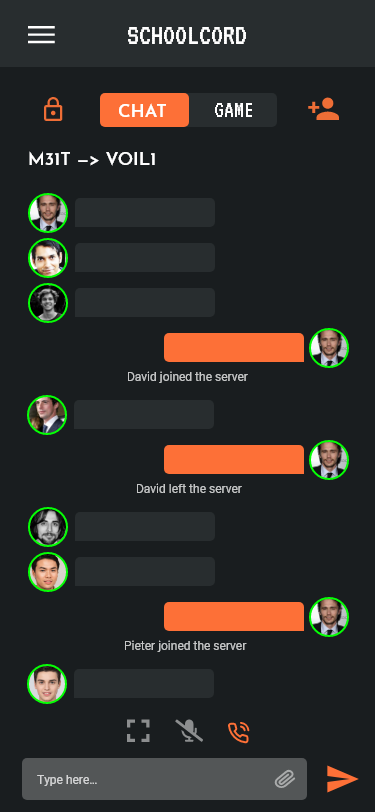 SCHOOLCORD
CHAT GAME
M31T —> VOIL1
David joined the server
David left the server
Pieter joined the server
Type here...